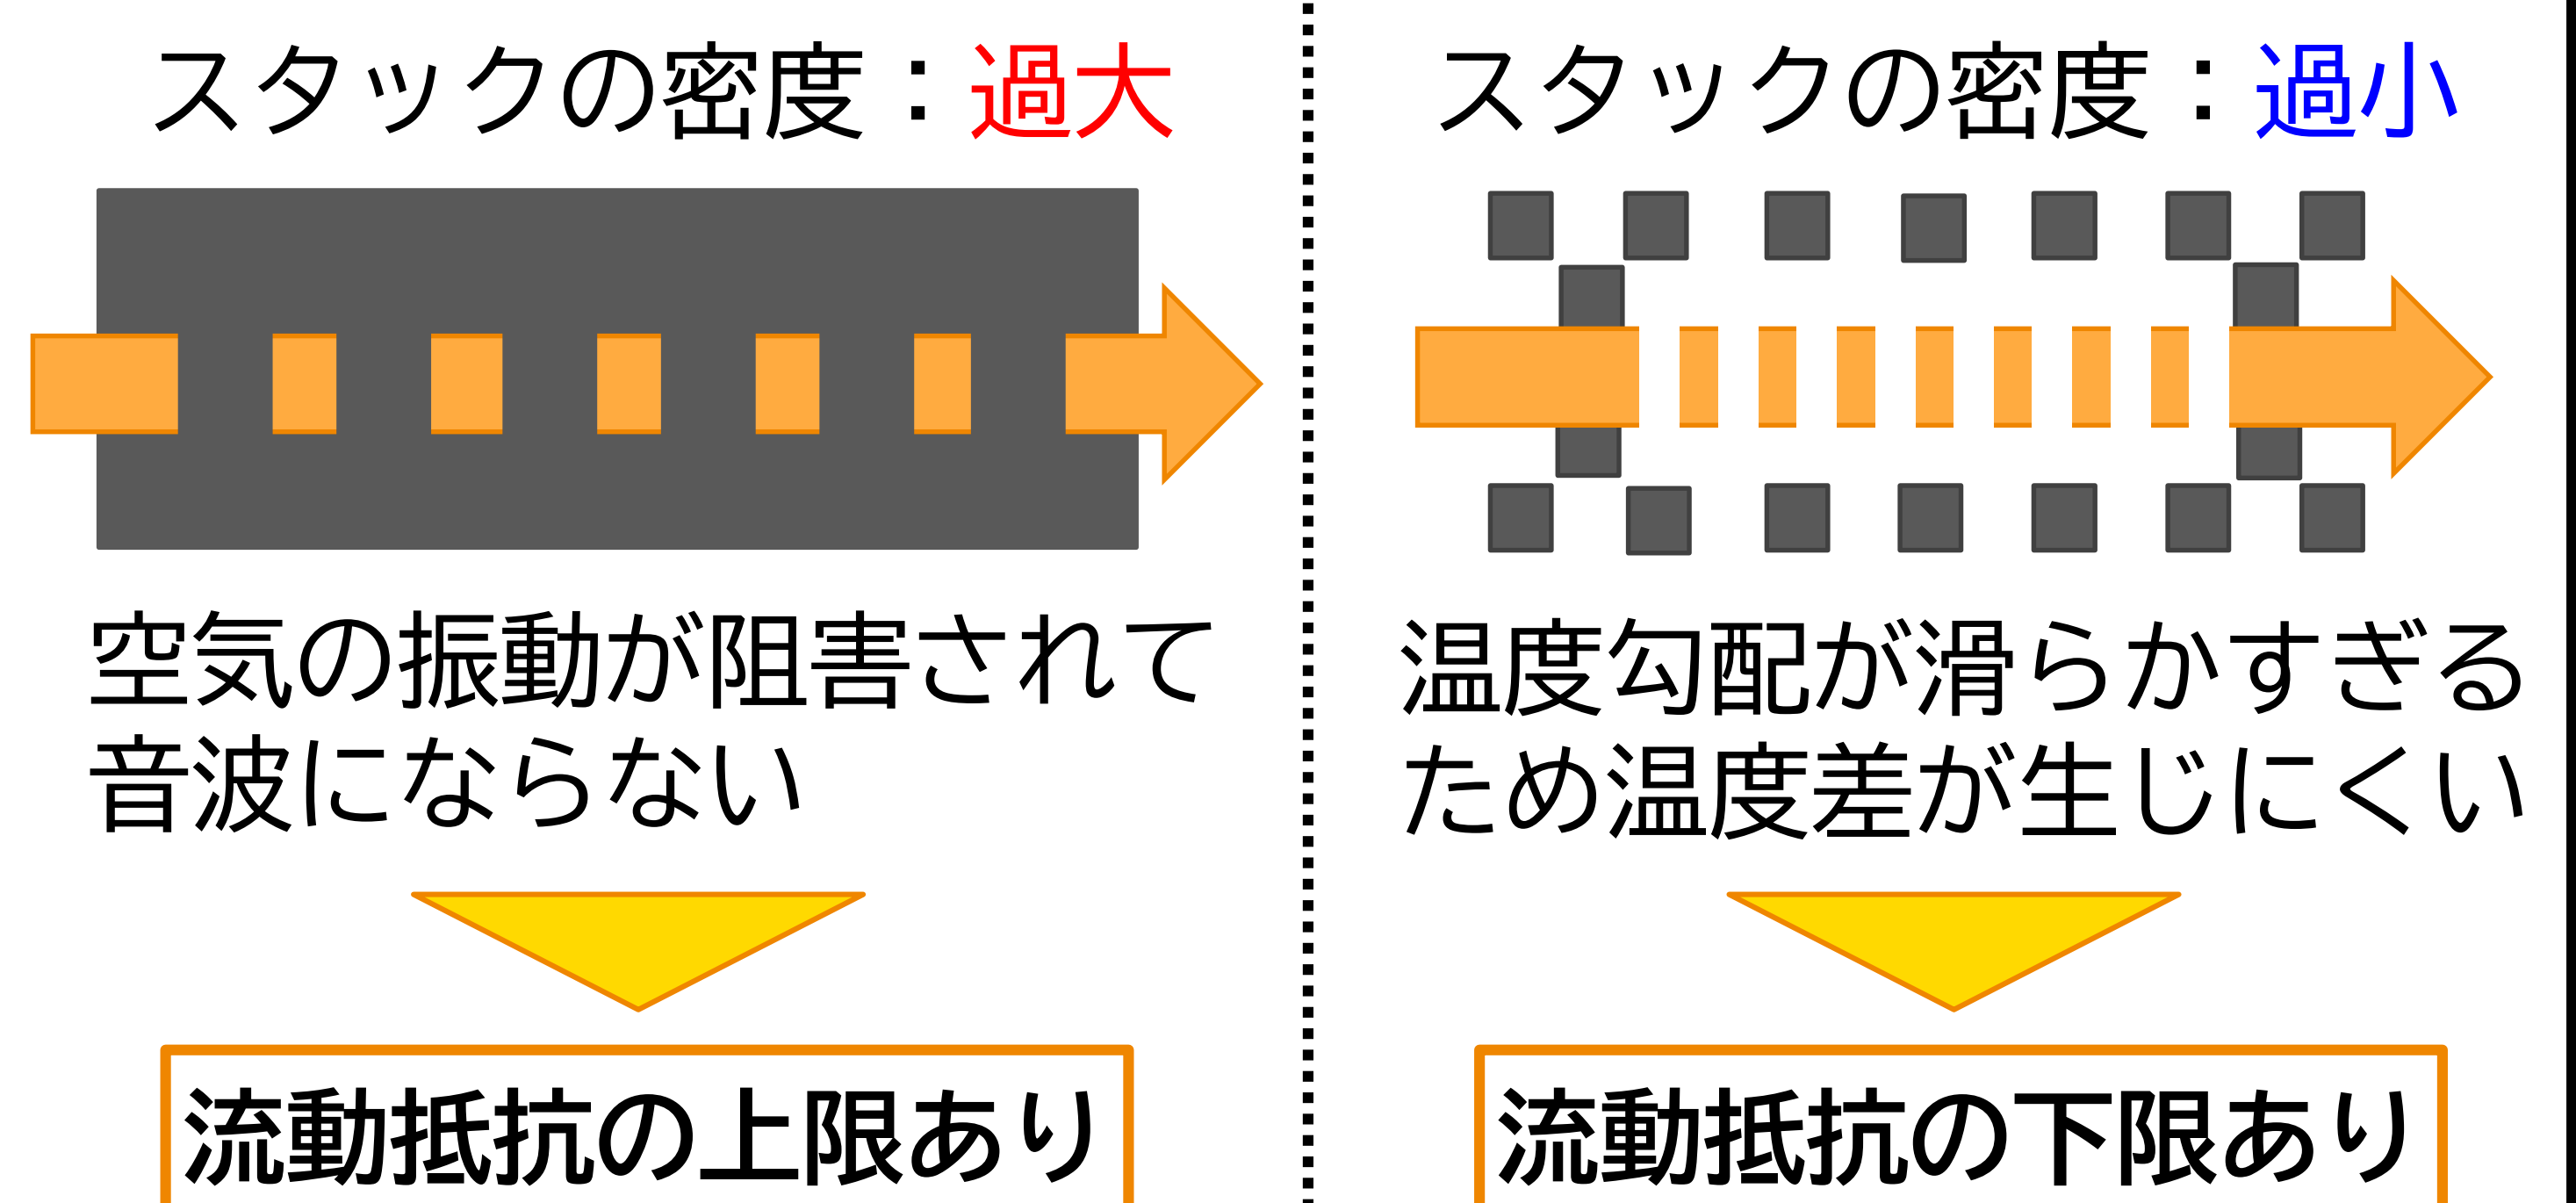 スタックの密度：過大
空気の振動が阻害されて
音波にならない
流動抵抗の上限あり
スタックの密度：過小
温度勾配が滑らかすぎる
ため温度差が生じにくい
流動抵抗の下限あり